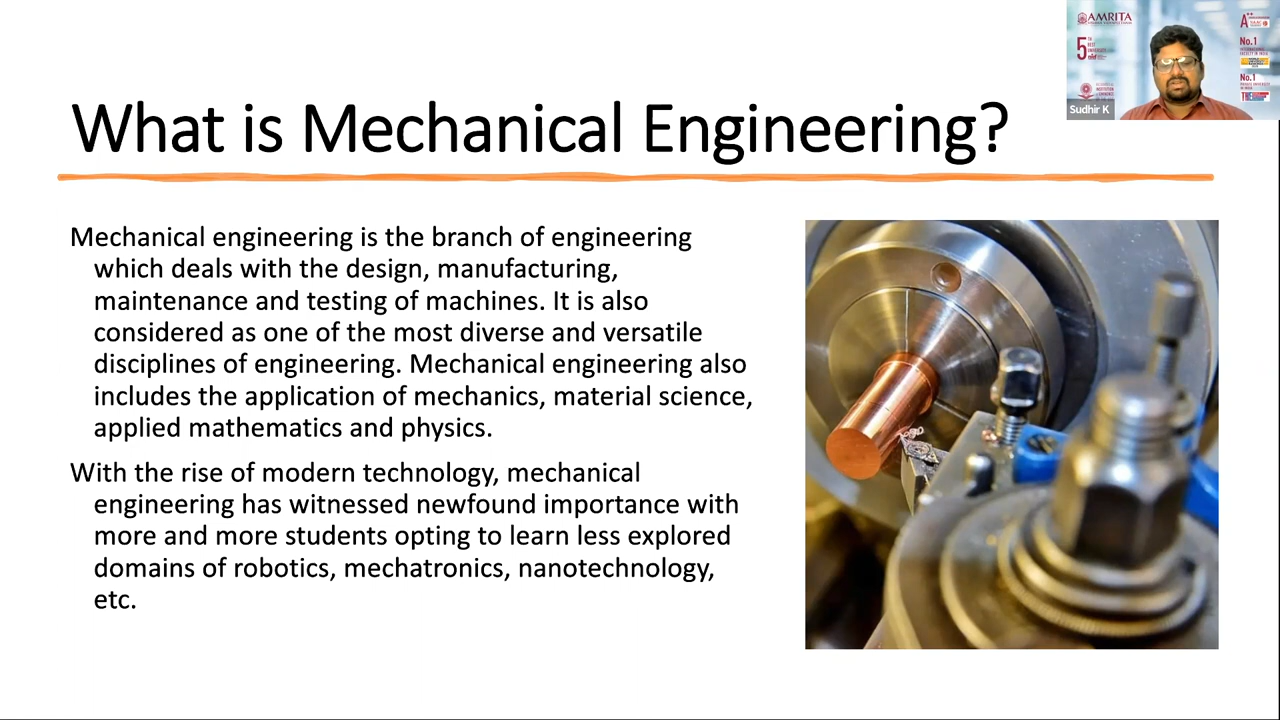 What is Mechanical Engineering?
Mechanical engineering is the branch of engineering
which deals with the design, manufacturing,
maintenance and testing of machines. It is also
considered as one of the most diverse and versatile
disciplines of engineering. Mechanical engineering also
includes the application of mechanics, material science,
applied mathematics and physics.
With the rise of modern technology, mechanical
engineering has witnessed newfound importance with
more and more students opting to learn less explored
domains of robotics, mechatronics, nanotechnology,
etc.
AMRITA
5
A++
No.1
No.1
Sudhir K